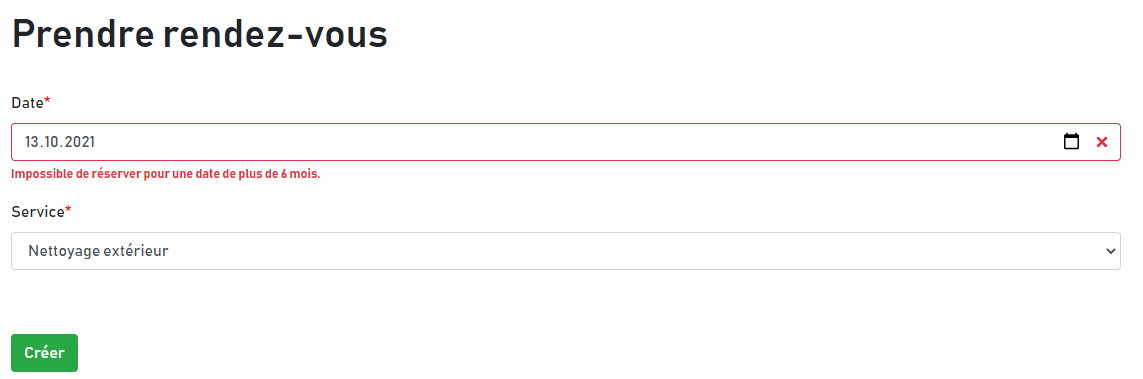 Prendre rendez-vous
Date*
13.10.2021
Impossible de réserver pour une date de plus de 6 mois.
Service*
Nettoyage extérieur
Créer